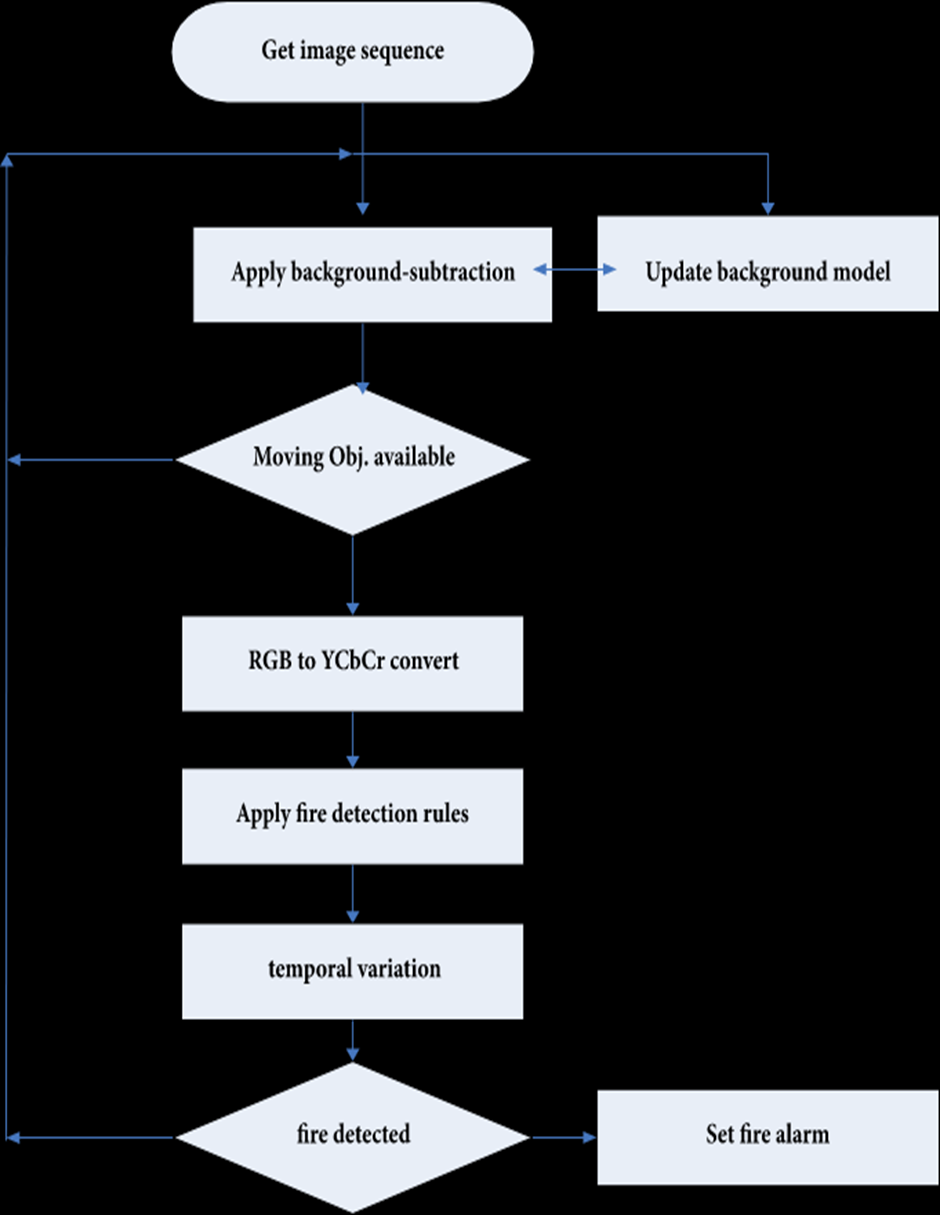 Get image sequence
Apply background-subtraction
Update background model
Moving Obj. available
RGB to YCbCr convert
Apply fire detection rules
temporal variation
fire detected
Set fire alarm